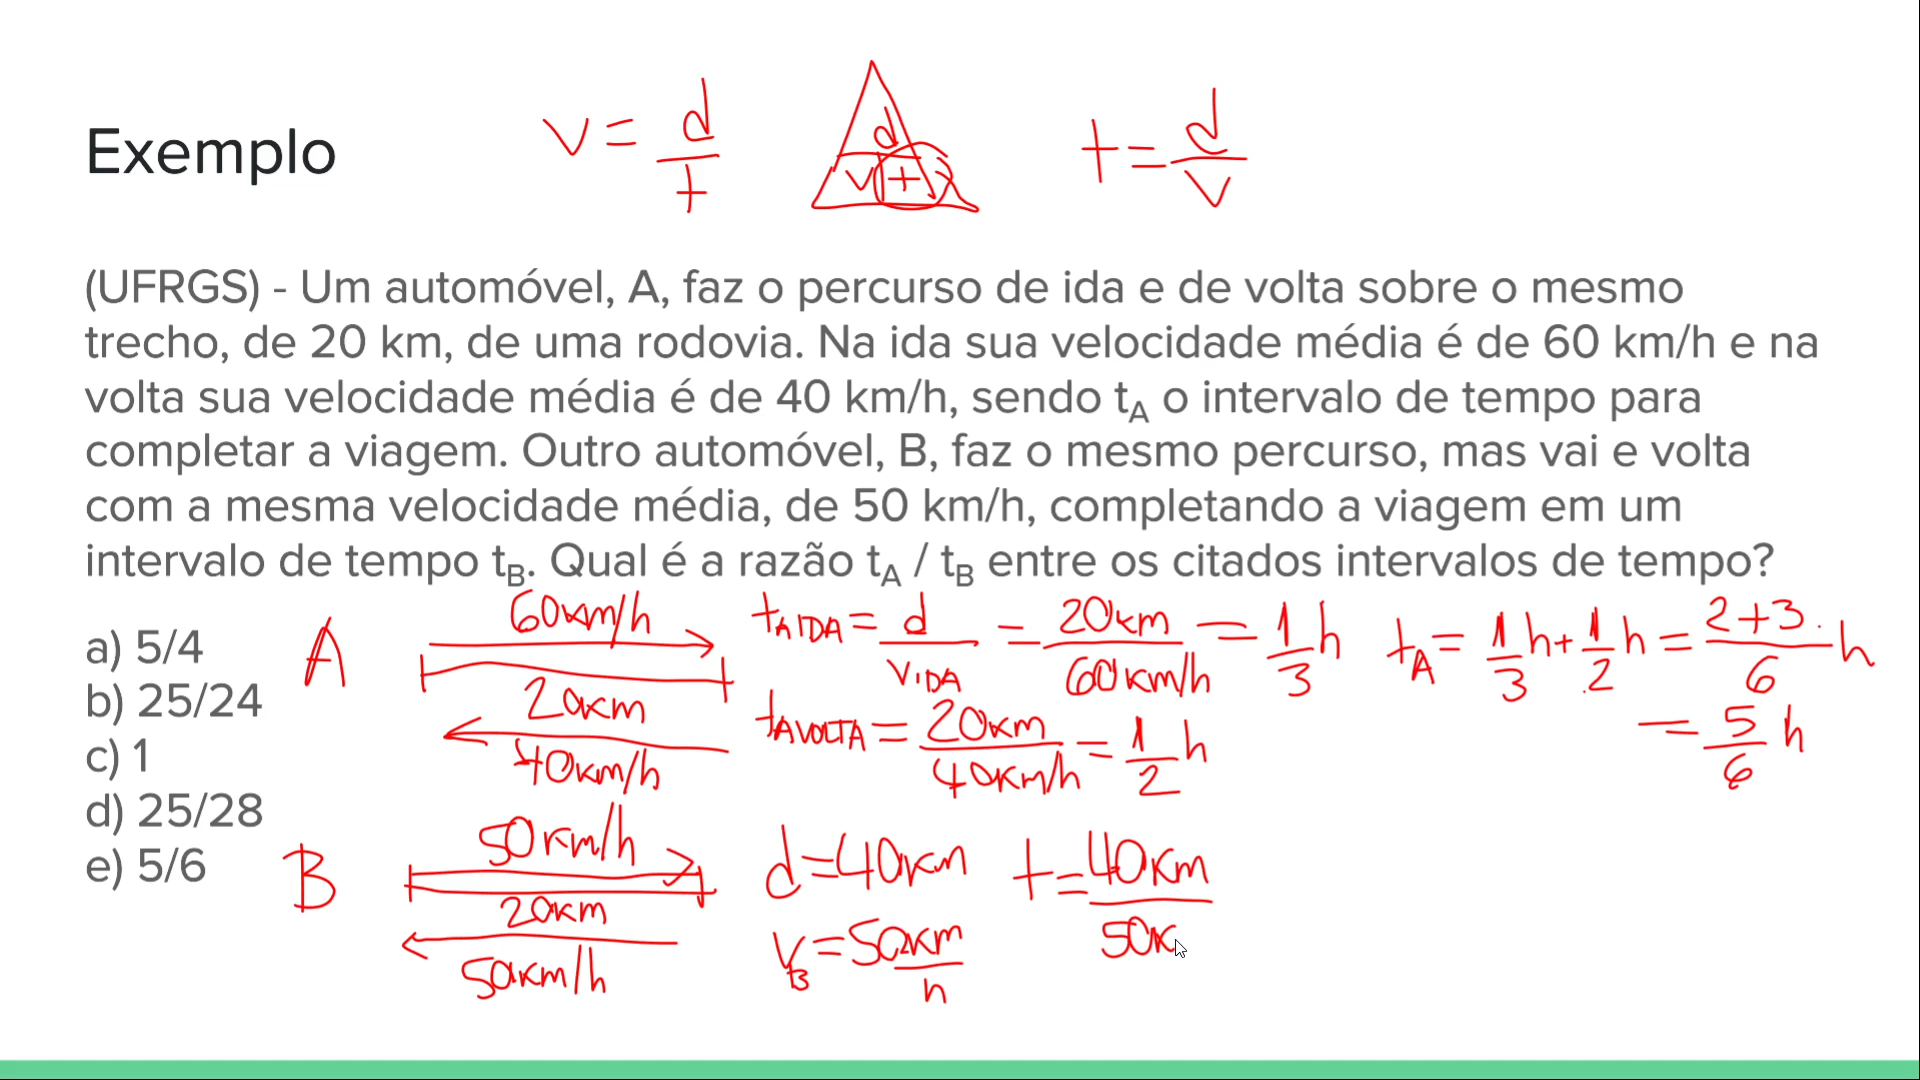 Exemplo
v = d/t
d
v t
t = d/v
(UFRGS) - Um automóvel, A, faz o percurso de ida e de volta sobre o mesmo
trecho, de 20 km, de uma rodovia. Na ida sua velocidade média é de 60 km/h e na
volta sua velocidade média é de 40 km/h, sendo tA o intervalo de tempo para
completar a viagem. Outro automóvel, B, faz o mesmo percurso, mas vai e volta
com a mesma velocidade média, de 50 km/h, completando a viagem em um
intervalo de tempo tB. Qual é a razão tA / tB entre os citados intervalos de tempo?
a) 5/4
b) 25/24
c) 1
d) 25/28
e) 5/6
A
60km/h
20km
40km/h
tA IDA = d/VIDA = 20km/60km/h = 1/3 h
tA VOLTA = 20km/40km/h = 1/2 h
tA = 1/3 h + 1/2 h = 2+3/6 h
= 5/6 h
B
50km/h
20km
50km/h
d=40km
vB = 50km/h
t = 40km/50k